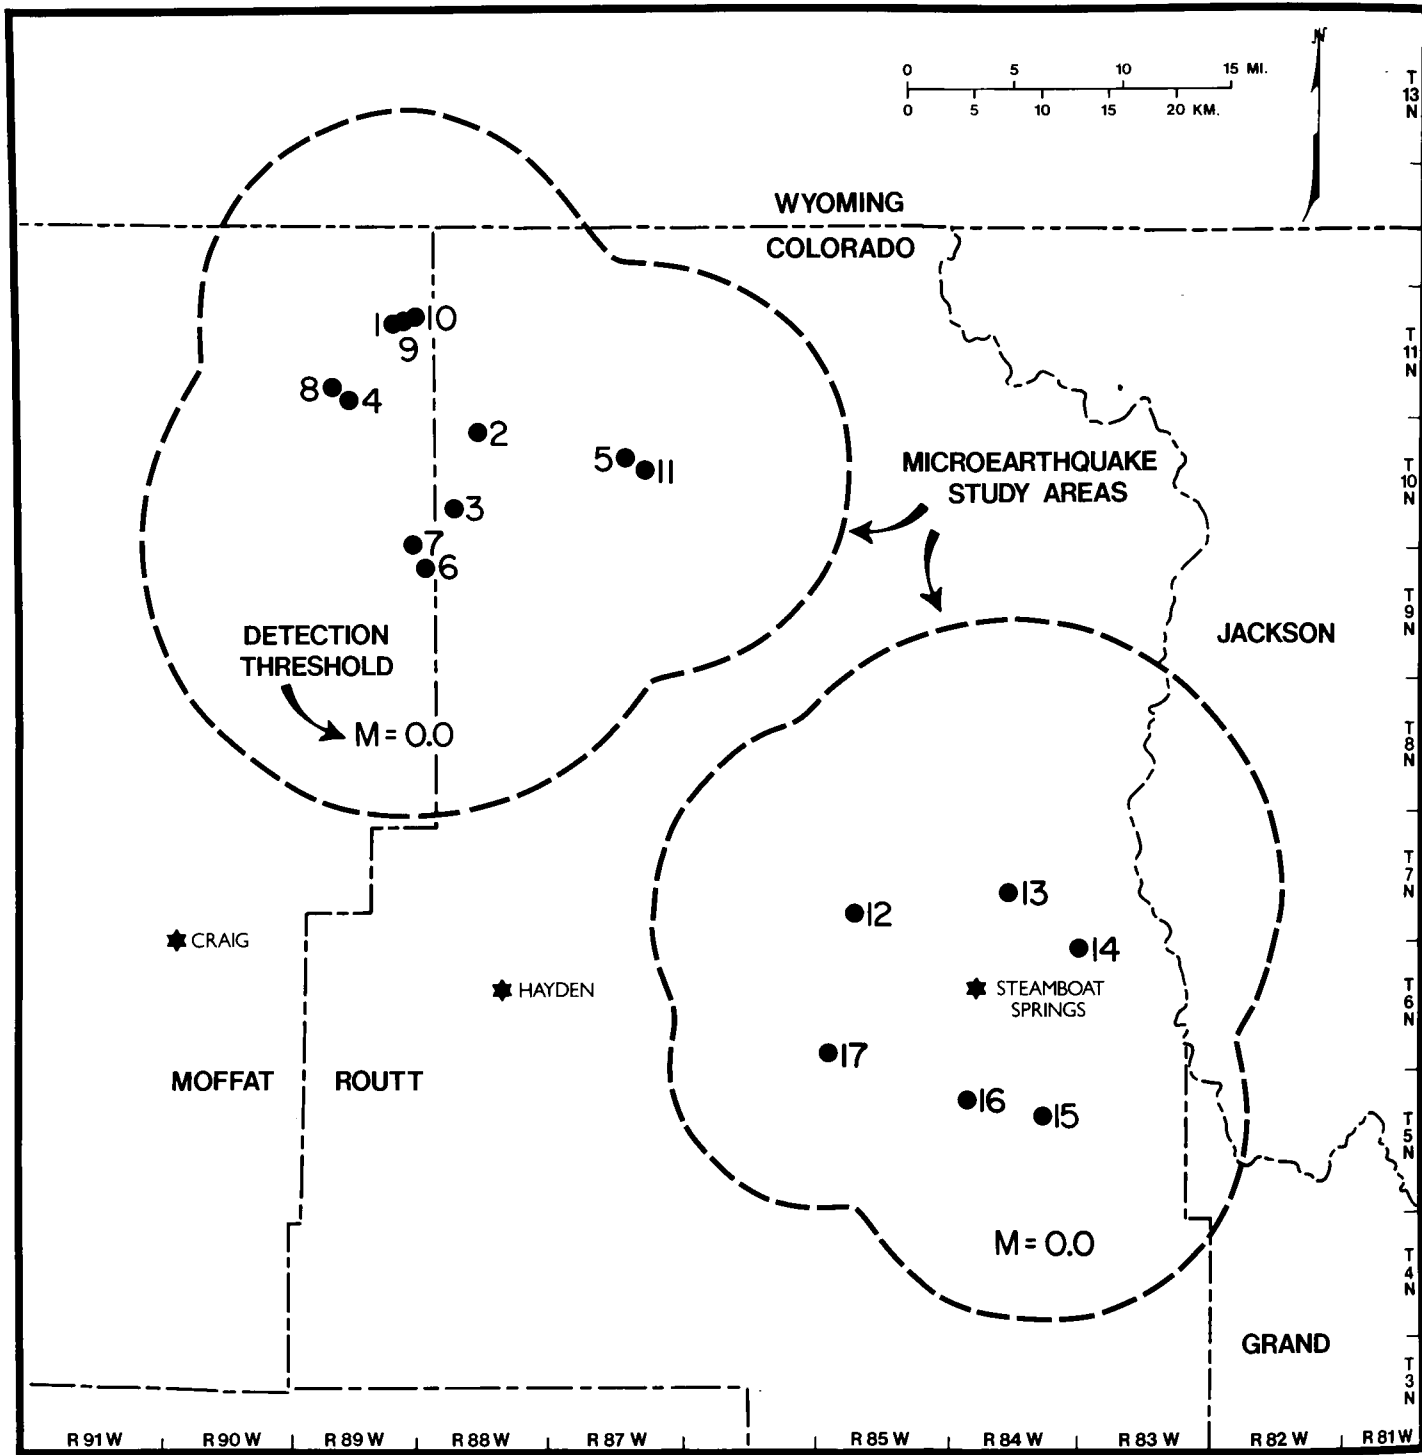 0 5 10 15 MI.
0 5 10 15 20 KM.
N
T
13
N
WYOMING
COLORADO
1
10
9
8
4
2
5
11
3
7
6
T
11
N
MICROEARTHQUAKE
STUDY AREAS
T
10
N
DETECTION
THRESHOLD
M = 0.0
T
9
N
JACKSON
T
8
N
T
7
N
12
13
14
CRAIG
HAYDEN
STEAMBOAT
SPRINGS
T
6
N
17
16
15
MOFFAT
ROUTT
T
5
N
M = 0.0
T
4
N
GRAND
T
3
N
R 91 W R 90 W R 89 W R 88 W R 87 W R 85 W R 84 W R 83 W R 82 W R 81 W